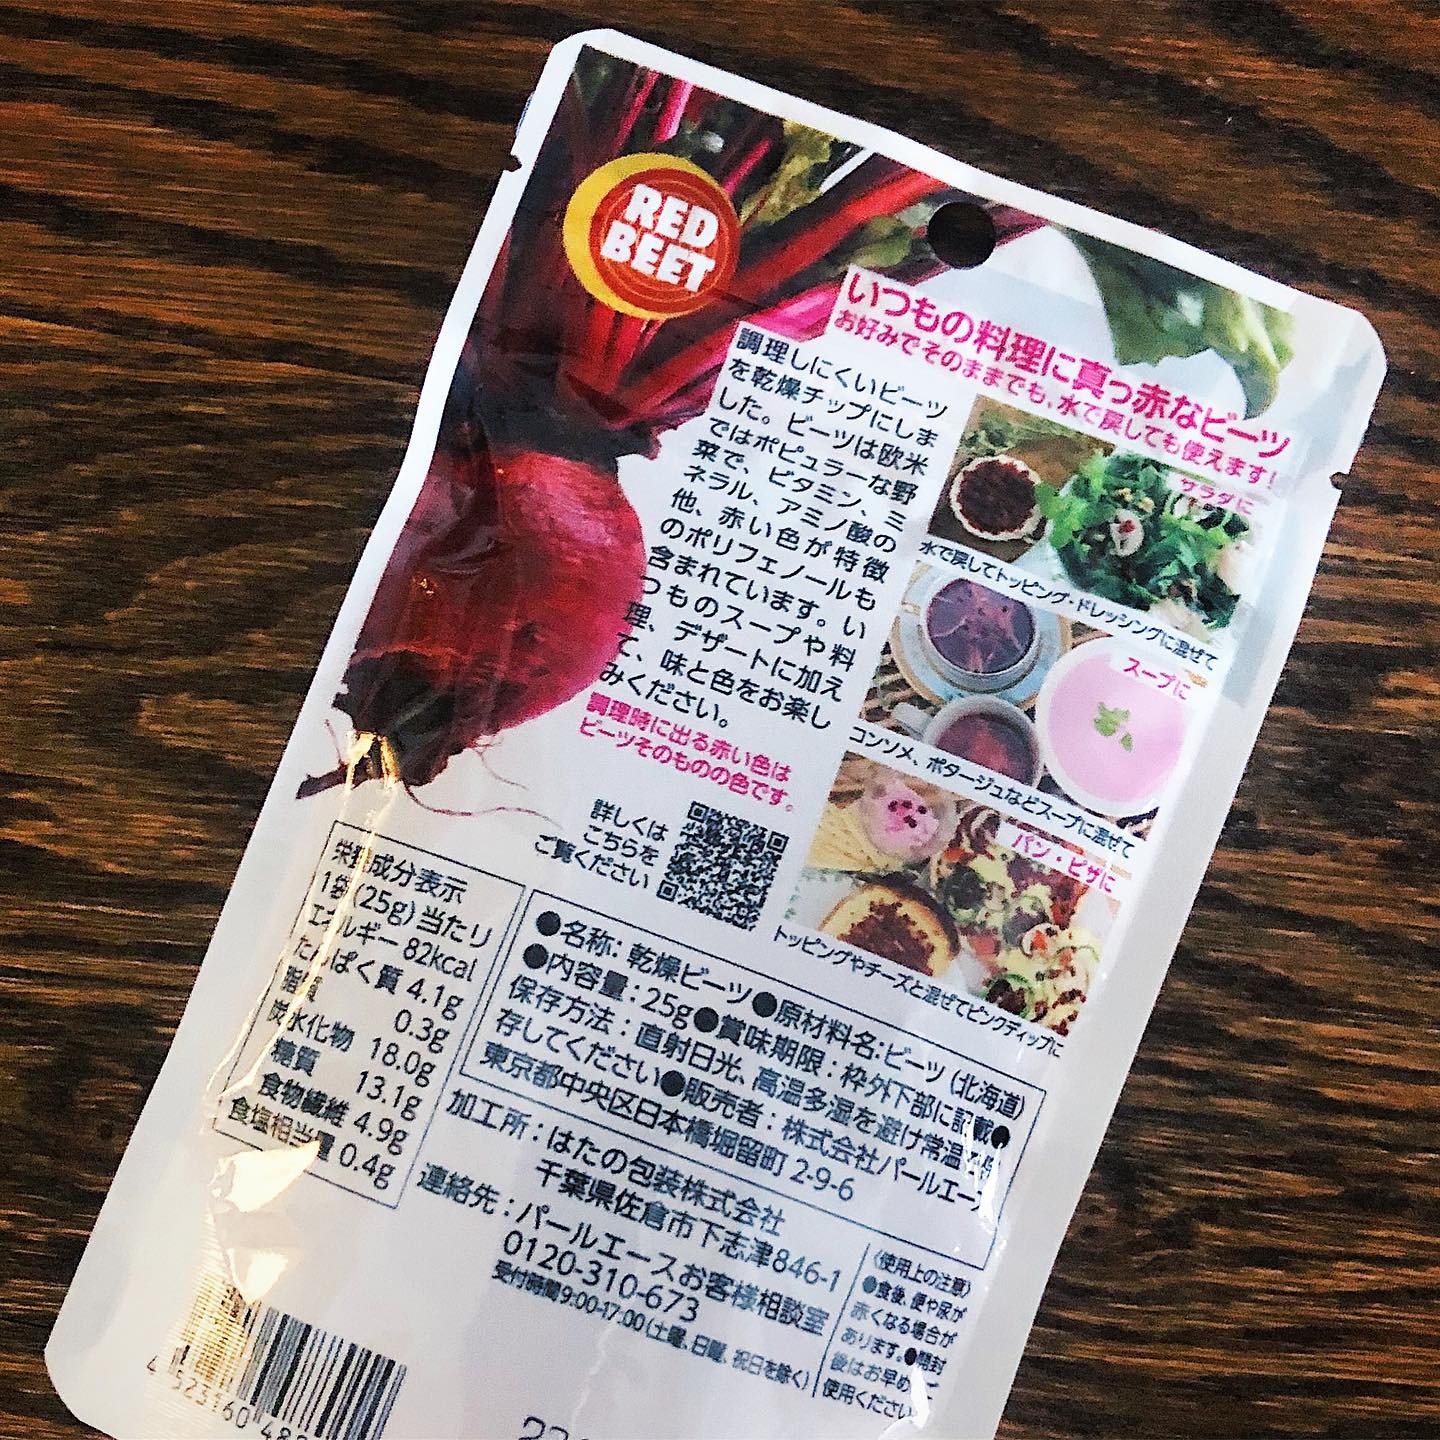 RED
BEET
いつもの料理に真っ赤なビーツ
お好みでそのままでも、水で戻しても使えます!
調理しにくいビーツ
を乾燥チップにしま
した。ビーツは欧米
ではポピュラーな野
菜で、ビタミン、ミ
ネラル、アミノ酸の
他、赤い色が特徴
のポリフェノールも
含まれています。い
つものスープや料
理、デザートに加え
て、味と色をお楽し
みください。
調理時に出る赤い色は
ビーツそのものの色です。
詳しくは
こちらを
ご覧ください
サラダに
水で戻してトッピング・ドレッシングに混ぜて
スープに
コンソメ、ポタージュなどスープに混ぜて
パン・ピザに
トッピングやチーズと混ぜてピンクディップに
栄養成分表示
1袋(25g)当たり
エネルギー 82kcal
たんぱく質 4.1g
脂質 0.3g
炭水化物 18.0g
糖質 13.1g
食物繊維 4.9g
食塩相当量 0.4g
●名称:乾燥ビーツ●原材料名:ビーツ(北海道)
●内容量:25g●賞味期限:枠外下部に記載●
保存方法:直射日光、高温多湿を避け常温で保
存してください●販売者:株式会社パールエース
東京都中央区日本橋堀留町 2-9-6
加工所:はたの包装株式会社
千葉県佐倉市下志津846-1
連絡先:パールエースお客様相談室
0120-310-673
受付時間9:00-17:00(土曜、日曜、祝日を除く)
〈使用上の注意〉
●食後、便や尿が
赤くなる場合が
あります。●開封
後はお早めに
使用ください。
4 523160 48